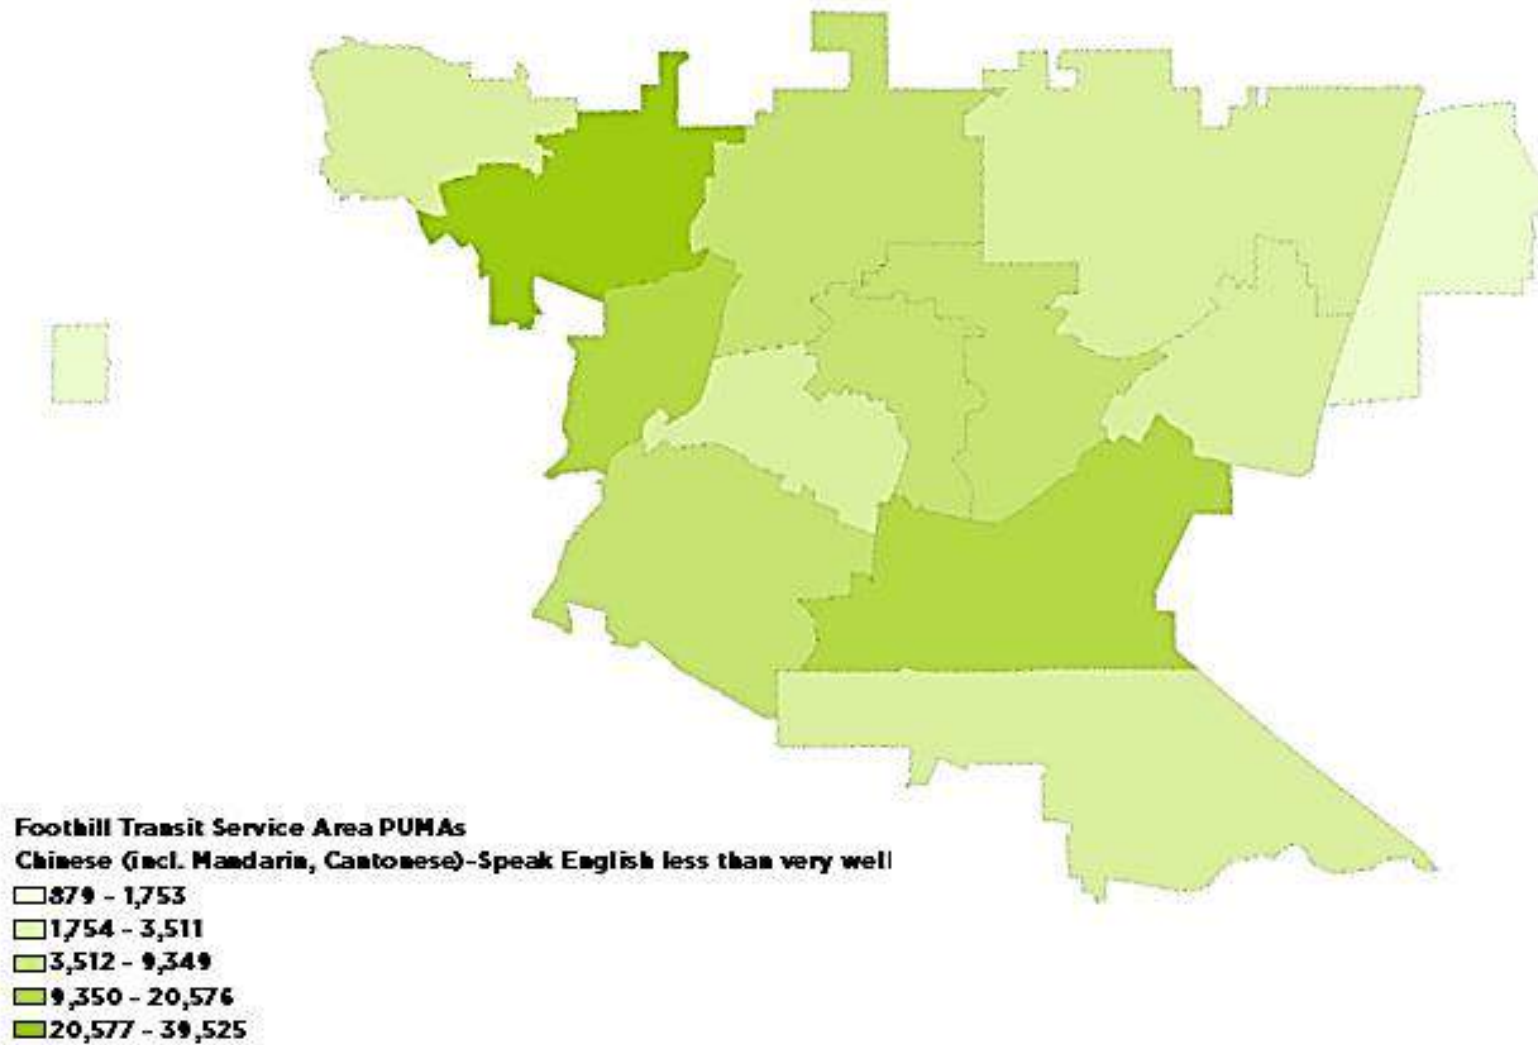 Foothill Transit Service Area PUMAs
Chinese (incl. Mandarin, Cantonese)-Speak English less than very well
879 - 1,753
1,754 - 3,511
3,512 - 9,349
9,350 - 20,576
20,577 - 39,525